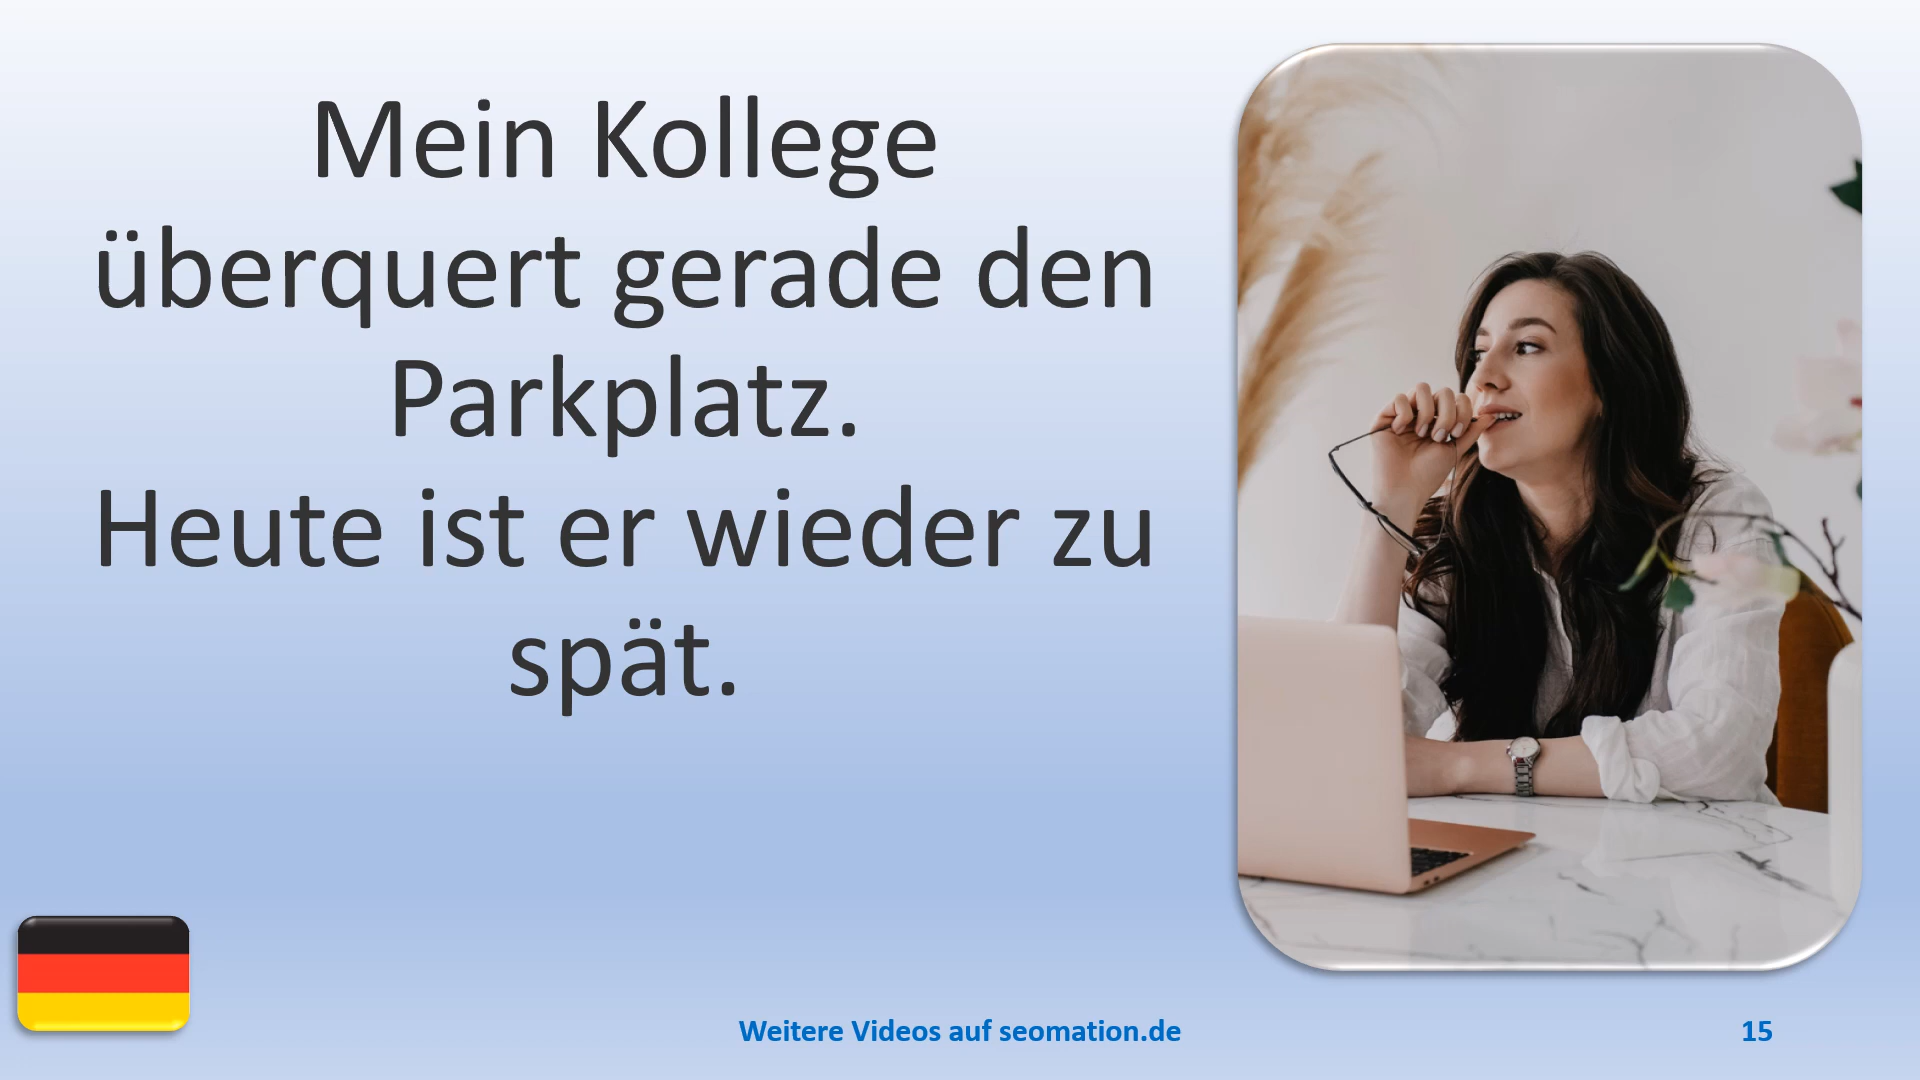 Mein Kollege
überquert gerade den
Parkplatz.
Heute ist er wieder zu
spät.
Weitere Videos auf seomation.de
15